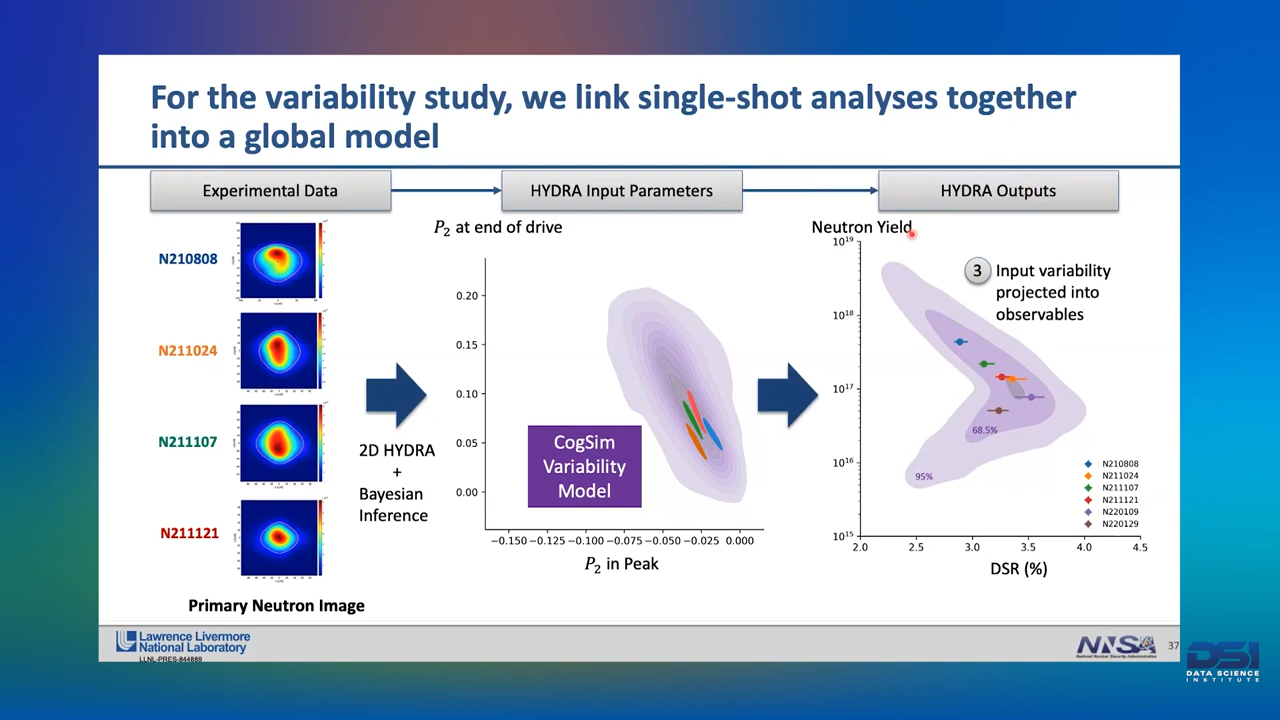 For the variability study, we link single-shot analyses together
into a global model
Experimental Data
HYDRA Input Parameters
HYDRA Outputs
N210808
N211024
N211107
N211121
Primary Neutron Image
2D HYDRA
+
Bayesian
Inference
P₂ at end of drive
0.20
0.15
0.10
0.05
0.00
CogSim
Variability
Model
−0.150 −0.125 −0.100 −0.075 −0.050 −0.025 0.000
P₂ in Peak
Neutron Yield
10¹⁹
10¹⁸
10¹⁷
10¹⁶
10¹⁵
3 Input variability
projected into
observables
68.5%
95%
N210808
N211024
N211107
N211121
N220109
N220129
2.0 2.5 3.0 3.5 4.0 4.5
DSR (%)
Lawrence Livermore
National Laboratory
LLNL-PRES-844889
NNSA
National Nuclear Security Administration
37
DSI
DATA SCIENCE
INSTITUTE